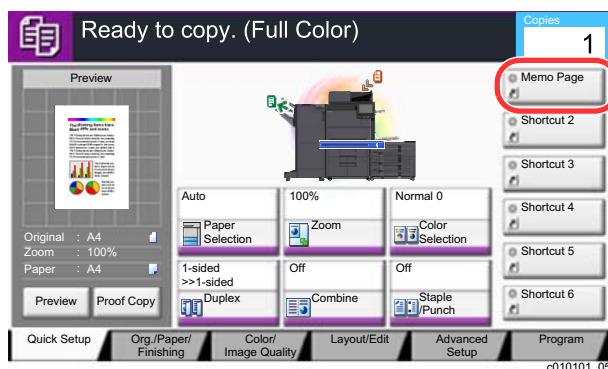 Ready to copy. (Full Color)
Copies
1
Preview
Original : A4
Zoom : 100%
Paper : A4
Preview
Proof Copy
Auto
Paper
Selection
100%
Zoom
Normal 0
Color
Selection
1-sided
>>1-sided
Duplex
Off
Combine
Off
Staple
/Punch
Memo Page
Shortcut 2
Shortcut 3
Shortcut 4
Shortcut 5
Shortcut 6
Quick Setup
Org./Paper/
Finishing
Color/
Image Quality
Layout/Edit
Advanced
Setup
Program
c010101_05